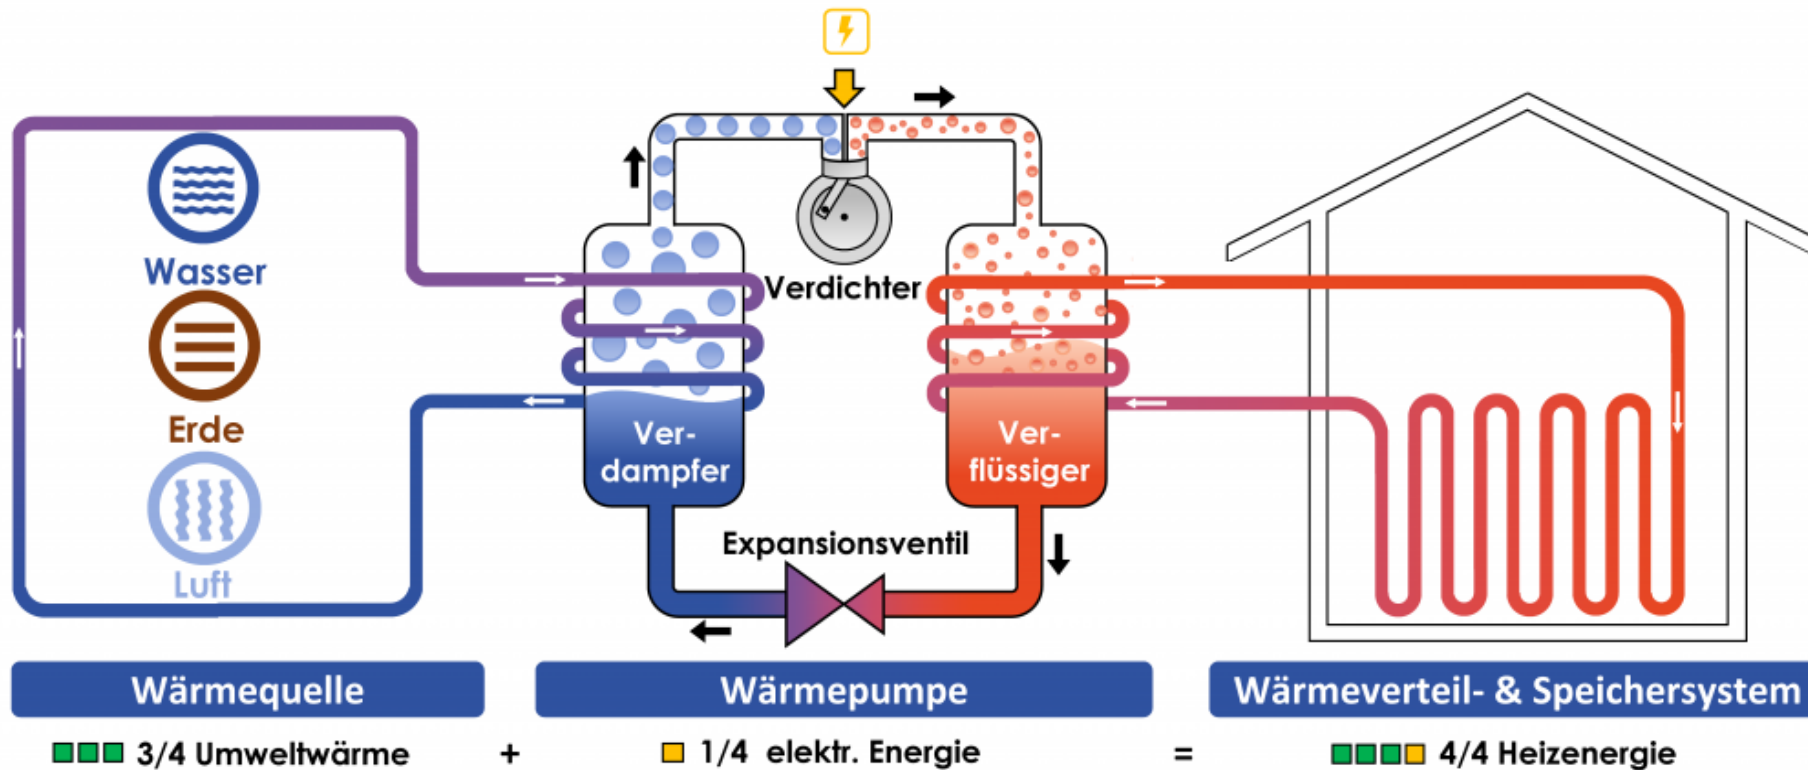 Wasser
Erde
Luft
Verdichter
Ver-
dampfer
Ver-
flüssiger
Expansionsventil
Wärmequelle
Wärmepumpe
Wärmeverteil- & Speichersystem
3/4 Umweltwärme
+
1/4 elektr. Energie
=
4/4 Heizenergie